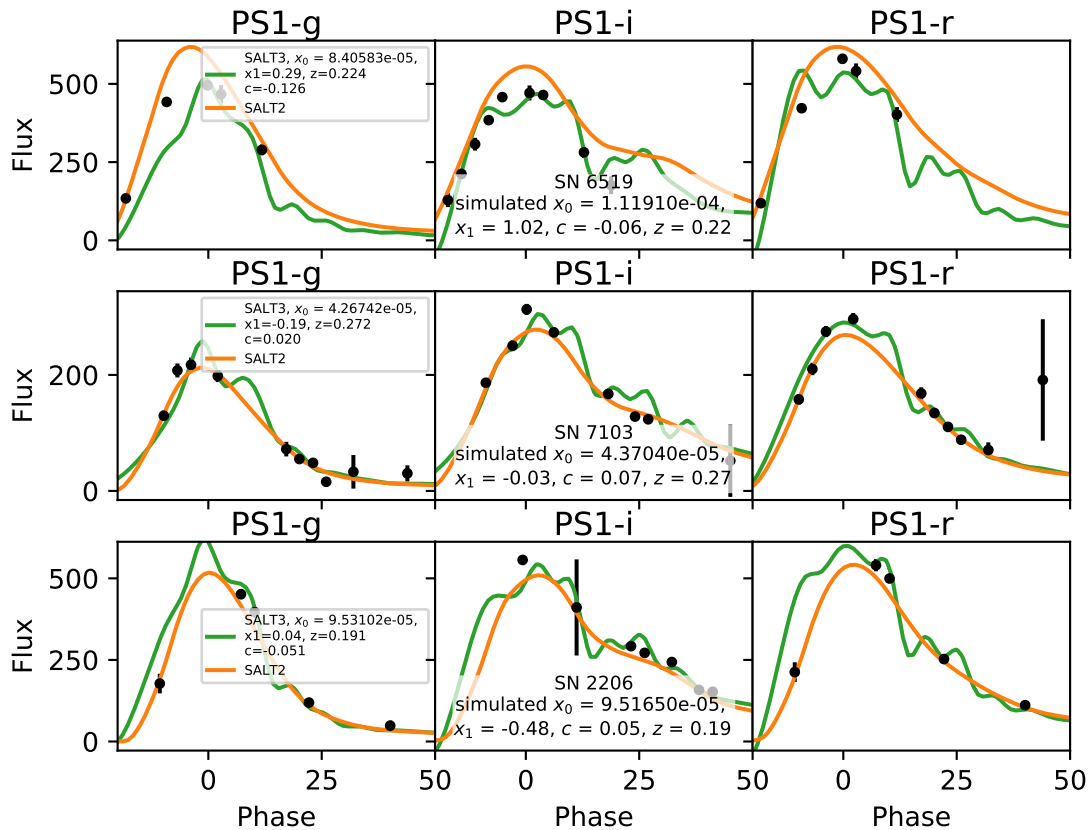 PS1-g PS1-i PS1-r
Flux
500
250
0
SALT3, x₀ = 8.40583e-05,
x1=0.29, z=0.224
c=-0.126
SALT2
SN 6519
simulated x₀ = 1.11910e-04,
x₁ = 1.02, c = -0.06, z = 0.22
PS1-g PS1-i PS1-r
Flux
200
0
SALT3, x₀ = 4.26742e-05,
x1=-0.19, z=0.272
c=0.020
SALT2
SN 7103
simulated x₀ = 4.37040e-05,
x₁ = -0.03, c = 0.07, z = 0.27
PS1-g PS1-i PS1-r
Flux
500
250
0
SALT3, x₀ = 9.53102e-05,
x1=0.04, z=0.191
c=-0.051
SALT2
SN 2206
simulated x₀ = 9.51650e-05,
x₁ = -0.48, c = 0.05, z = 0.19
0 25 50 0 25 50 0 25 50
Phase Phase Phase